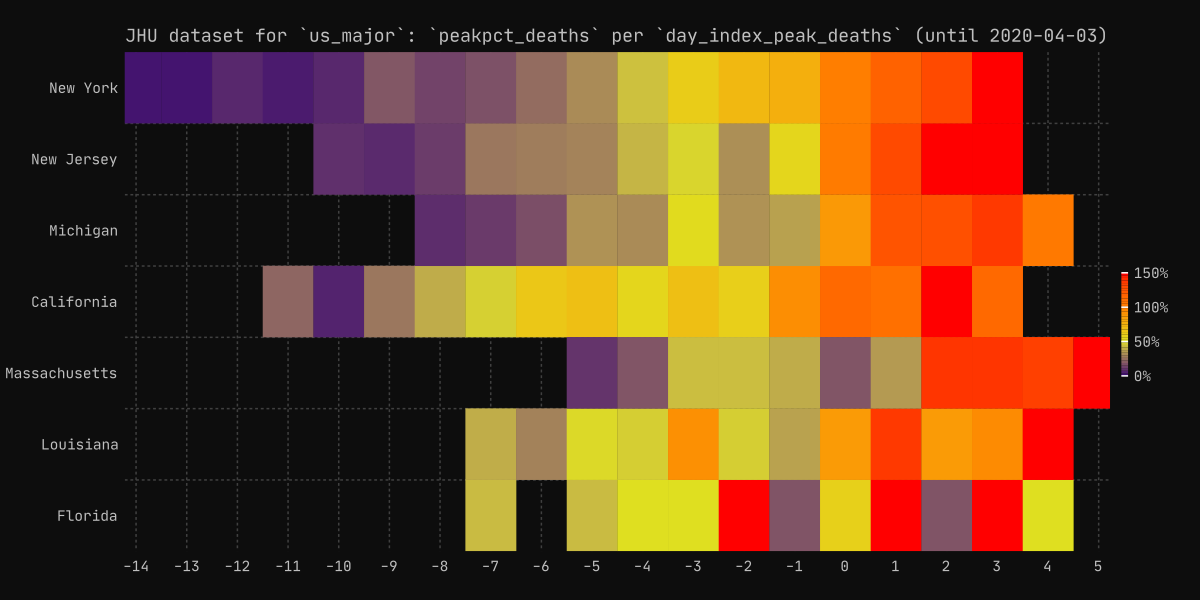 JHU dataset for `us_major`: `peakpct_deaths` per `day_index_peak_deaths` (until 2020-04-03)
New York
New Jersey
Michigan
California
Massachusetts
Louisiana
Florida
150%
100%
50%
0%
-14 -13 -12 -11 -10 -9 -8 -7 -6 -5 -4 -3 -2 -1 0 1 2 3 4 5